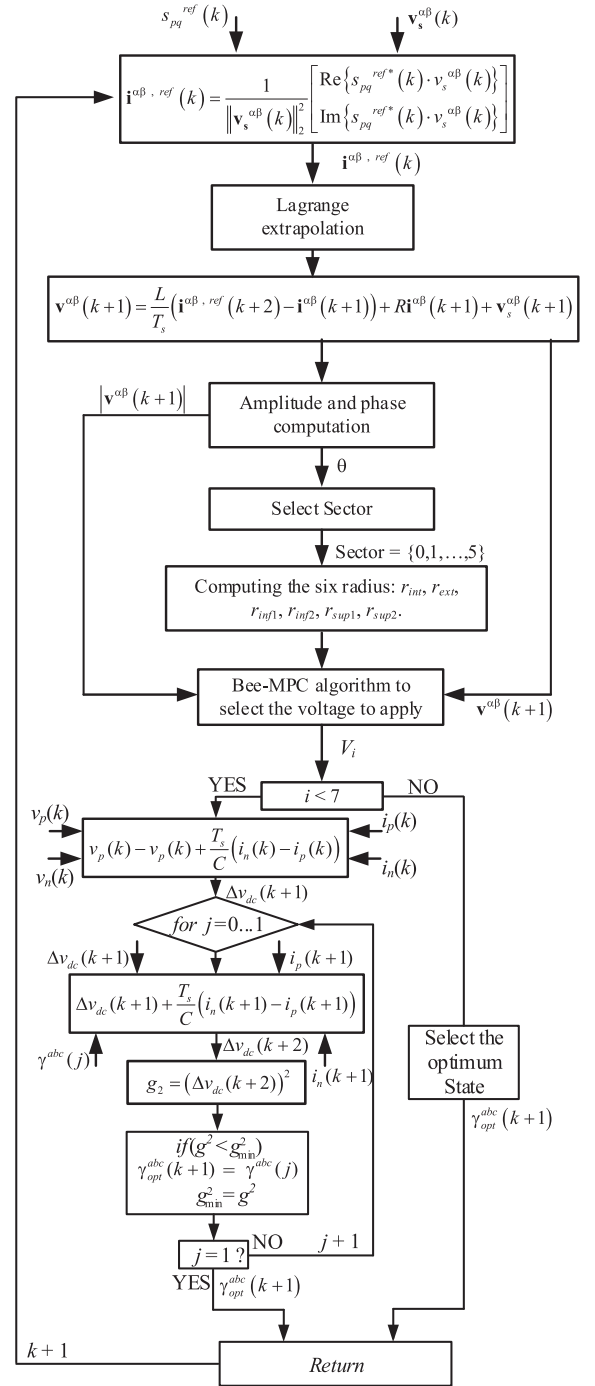 s_pq^ref(k)
v_s^αβ(k)
i^αβ, ref(k) = 1/‖v_s^αβ(k)‖_2^2 [Re{s_pq^ref*(k)·v_s^αβ(k)}
Im{s_pq^ref*(k)·v_s^αβ(k)}]
i^αβ, ref(k)
Lagrange
extrapolation
v^αβ(k+1) = L/T_s (i^αβ, ref(k+2) − i^αβ(k+1)) + Ri^αβ(k+1) + v_s^αβ(k+1)
|v^αβ(k+1)|
Amplitude and phase
computation
θ
Select Sector
Sector = {0,1,…,5}
Computing the six radius: r_int, r_ext,
r_inf1, r_inf2, r_sup1, r_sup2.
Bee-MPC algorithm to
select the voltage to apply
v^αβ(k+1)
V_i
YES
i < 7
NO
v_p(k)
i_p(k)
v_p(k) − v_p(k) + T_s/C (i_n(k) − i_p(k))
v_n(k)
i_n(k)
Δv_dc(k+1)
for j=0...1
Δv_dc(k+1)
i_p(k+1)
Δv_dc(k+1) + T_s/C (i_n(k+1) − i_p(k+1))
γ^abc(j)
Δv_dc(k+2)
i_n(k+1)
g_2 = (Δv_dc(k+2))^2
Select the
optimum
State
γ_opt^abc(k+1)
if(g^2 < g_min^2)
γ_opt^abc(k+1) = γ^abc(j)
g_min^2 = g^2
j=1 ?
NO
j+1
YES
γ_opt^abc(k+1)
k+1
Return